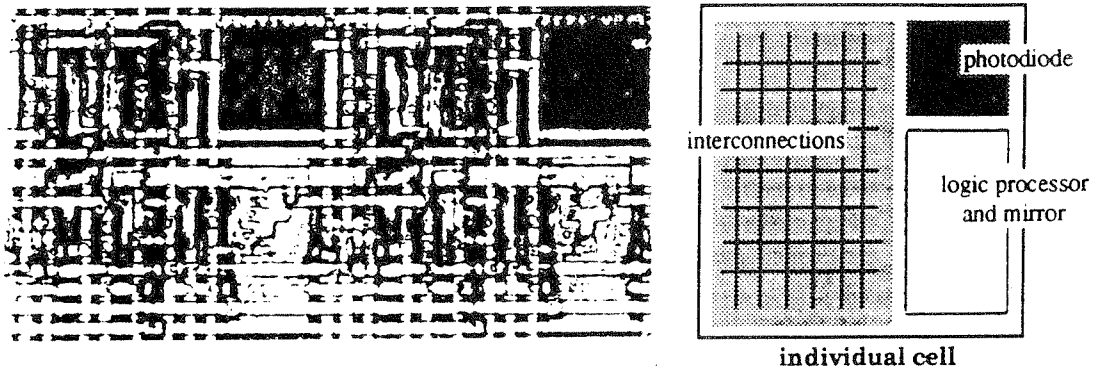 photodiode
interconnections
logic processor
and mirror
individual cell